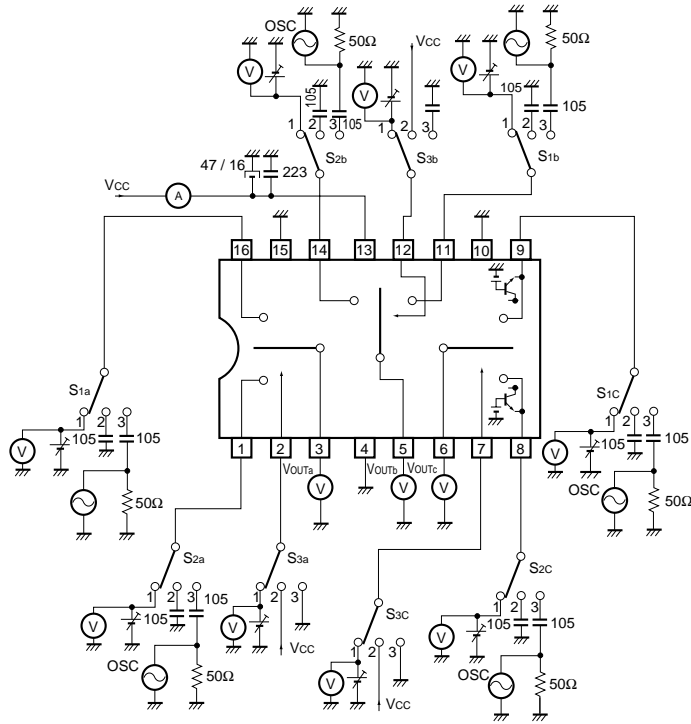 OSC
50Ω
OSC
50Ω
V
V
V
VCC
105
105
105
1
2
3
1
2
3
1
2
3
S2b
S3b
S1b
47 / 16
223
VCC
A
16
15
14
13
12
11
10
9
S1a
1
2
3
V
105
105
50Ω
S1C
1
2
3
V
105
105
OSC
50Ω
1
2
3
4
5
6
7
8
VOUTa
VOUTb
VOUTc
V
V
V
S2a
1
2
3
V
105
105
OSC
50Ω
S3a
1
2
3
V
VCC
S3C
1
2
3
V
VCC
S2C
1
2
3
V
105
105
OSC
50Ω